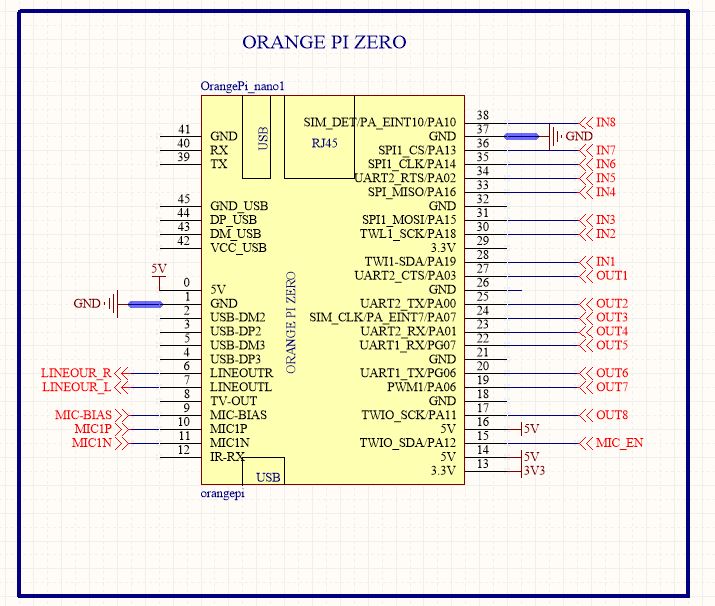 ORANGE PI ZERO
OrangePi_nano1
USB
RJ45
41 GND
40 RX
39 TX
45 GND_USB
44 DP_USB
43 DM_USB
42 VCC_USB
5V
0 5V
GND 1 GND
2 USB-DM2
3 USB-DP2
5 USB-DM3
4 USB-DP3
LINEOUR_R 6 LINEOUTR
LINEOUR_L 7 LINEOUTL
8 TV-OUT
MIC-BIAS 9 MIC-BIAS
MIC1P 10 MIC1P
MIC1N 11 MIC1N
12 IR-RX
USB
orangepi
ORANGE PI ZERO
SIM_DET/PA_EINT10/PA10 38 IN8
GND 37 GND
SPI1_CS/PA13 36 IN7
SPI1_CLK/PA14 35 IN6
UART2_RTS/PA02 34 IN5
SPI_MISO/PA16 33 IN4
GND 32
SPI1_MOSI/PA15 31 IN3
TWL1_SCK/PA18 30 IN2
3.3V 29
TWI1-SDA/PA19 28 IN1
UART2_CTS/PA03 27 OUT1
GND 26
UART2_TX/PA00 25 OUT2
SIM_CLK/PA_EINT7/PA07 24 OUT3
UART2_RX/PA01 23 OUT4
UART1_RX/PG07 22 OUT5
GND 21
UART1_TX/PG06 20 OUT6
PWM1/PA06 19 OUT7
GND 18
TWIO_SCK/PA11 17 OUT8
5V 16 5V
TWIO_SDA/PA12 15 MIC_EN
5V 14 5V
3.3V 13 3V3